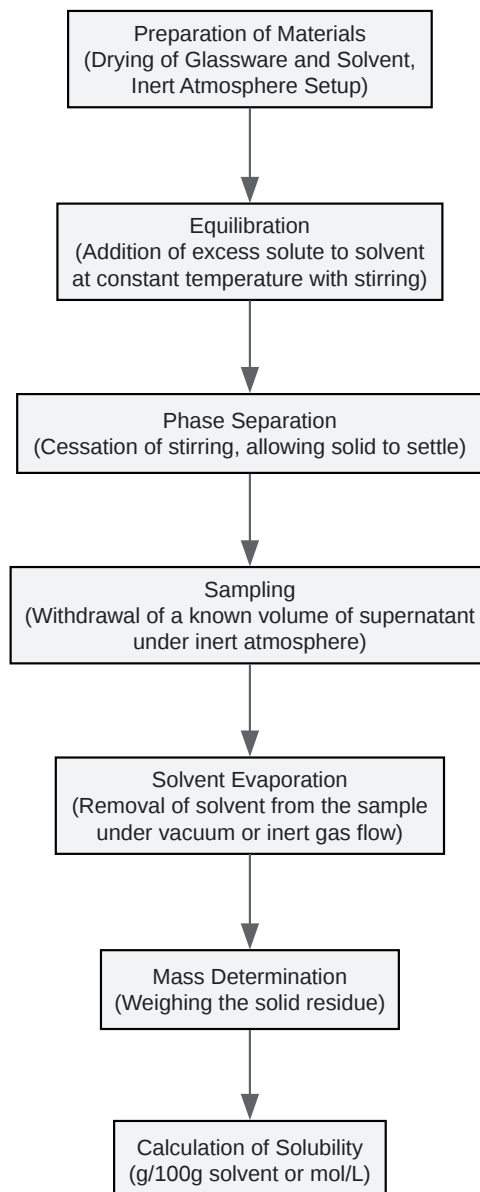 Preparation of Materials
(Drying of Glassware and Solvent,
Inert Atmosphere Setup)
Equilibration
(Addition of excess solute to solvent
at constant temperature with stirring)
Phase Separation
(Cessation of stirring, allowing solid to settle)
Sampling
(Withdrawal of a known volume of supernatant
under inert atmosphere)
Solvent Evaporation
(Removal of solvent from the sample
under vacuum or inert gas flow)
Mass Determination
(Weighing the solid residue)
Calculation of Solubility
(g/100g solvent or mol/L)